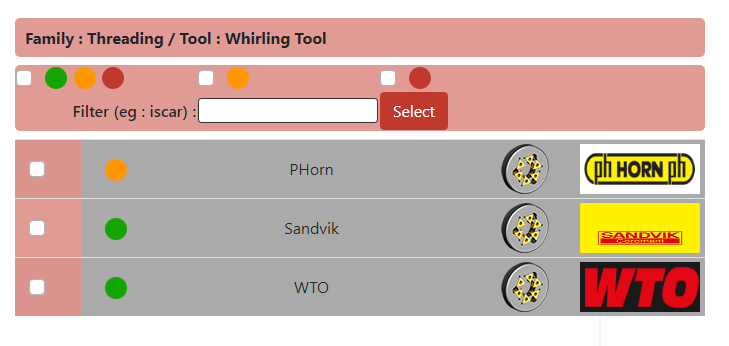 Family : Threading / Tool : Whirling Tool
Filter (eg : iscar) : Select
PHorn ph HORN ph
Sandvik SANDVIK
Coromant
WTO WTO